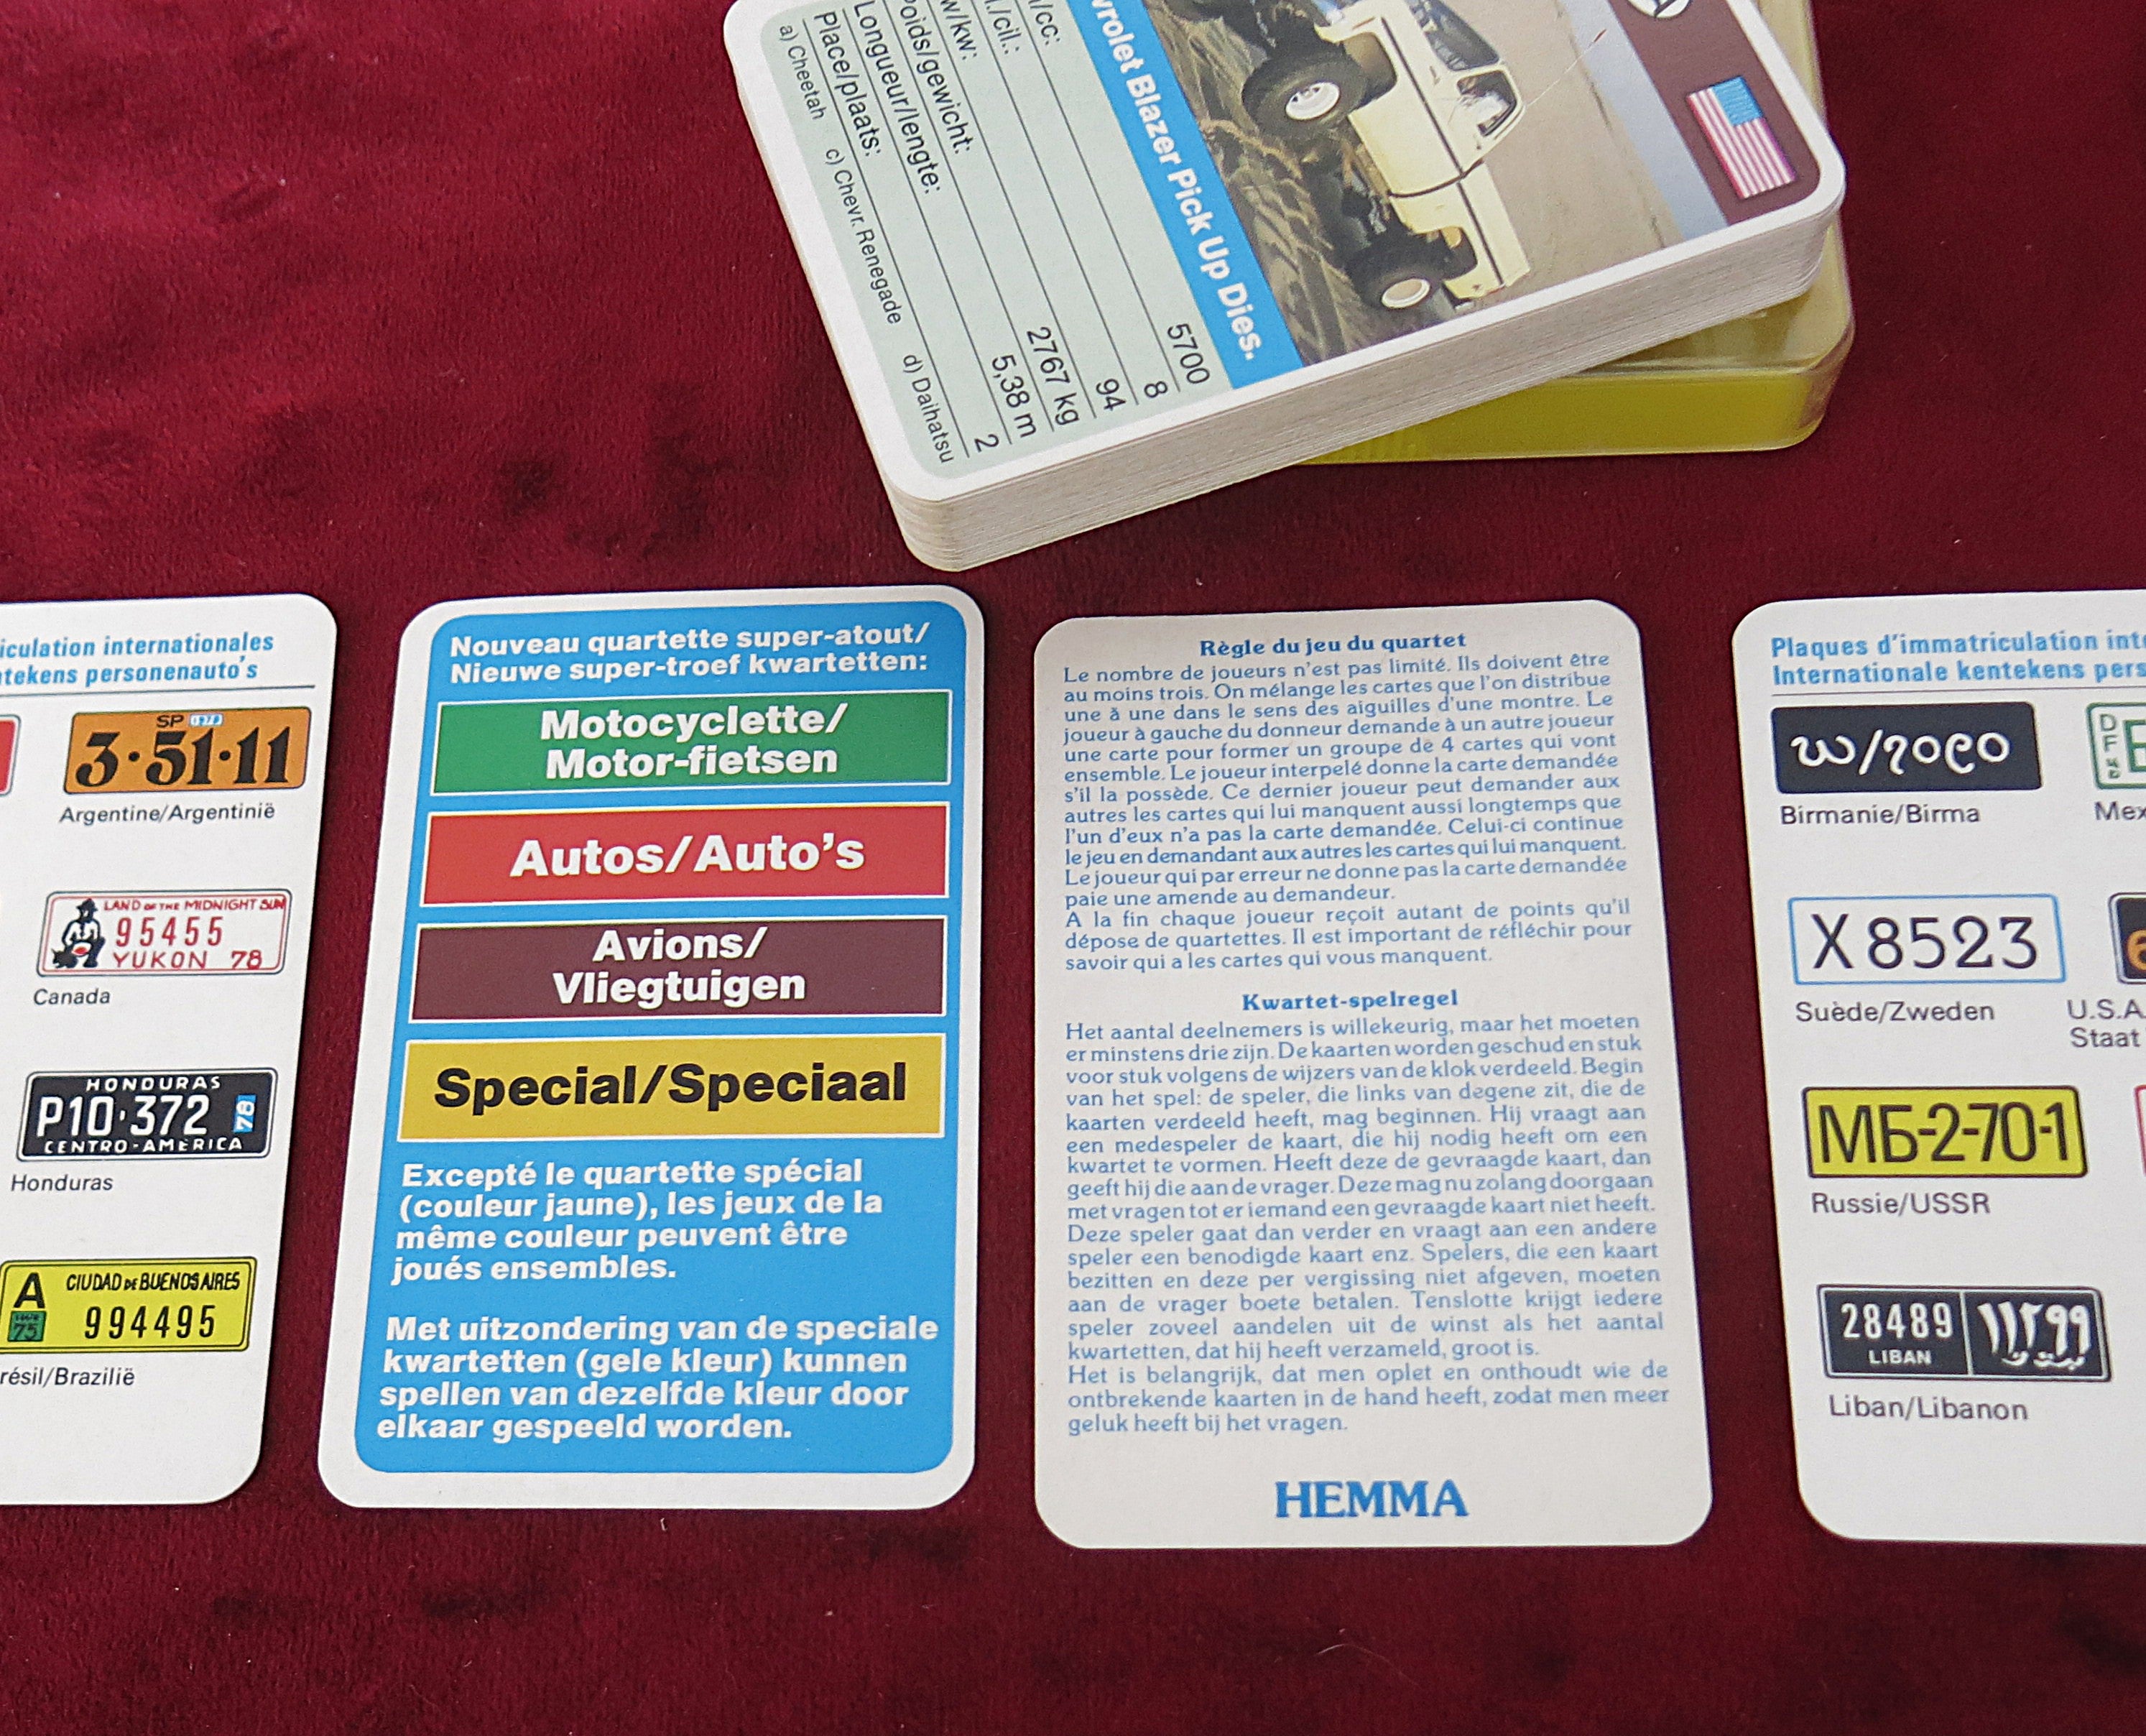 vrolet Blazer Pick Up Dies.
/cc: 5700
./cil.: 8
w/kw: 94
oids/gewicht: 2767 kg
Longueur/lengte: 5,38 m
Place/plaats: 2
a) Cheetah c) Chevr. Renegade d) Daihatsu
iculation internationales
tekens personenauto's
SP 1978
3·51·11
Argentine/Argentinië
LAND OF THE MIDNIGHT SUN
95455
YUKON 78
Canada
HONDURAS
P10·372 78
CENTRO-AMERICA
Honduras
A CIUDAD DE BUENOS AIRES
75 994495
résil/Brazilië
Nouveau quartette super-atout/
Nieuwe super-troef kwartetten:
Motocyclette/
Motor-fietsen
Autos/Auto's
Avions/
Vliegtuigen
Special/Speciaal
Excepté le quartette spécial
(couleur jaune), les jeux de la
même couleur peuvent être
joués ensembles.
Met uitzondering van de speciale
kwartetten (gele kleur) kunnen
spellen van dezelfde kleur door
elkaar gespeeld worden.
Règle du jeu du quartet
Le nombre de joueurs n'est pas limité. Ils doivent être
au moins trois. On mélange les cartes que l'on distribue
une à une dans le sens des aiguilles d'une montre. Le
joueur à gauche du donneur demande à un autre joueur
une carte pour former un groupe de 4 cartes qui vont
ensemble. Le joueur interpelé donne la carte demandée
s'il la possède. Ce dernier joueur peut demander aux
autres les cartes qui lui manquent aussi longtemps que
l'un d'eux n'a pas la carte demandée. Celui-ci continue
le jeu en demandant aux autres les cartes qui lui manquent.
Le joueur qui par erreur ne donne pas la carte demandée
paie une amende au demandeur.
A la fin chaque joueur reçoit autant de points qu'il
dépose de quartettes. Il est important de réfléchir pour
savoir qui a les cartes qui vous manquent.
Kwartet-spelregel
Het aantal deelnemers is willekeurig, maar het moeten
er minstens drie zijn. De kaarten worden geschud en stuk
voor stuk volgens de wijzers van de klok verdeeld. Begin
van het spel: de speler, die links van degene zit, die de
kaarten verdeeld heeft, mag beginnen. Hij vraagt aan
een medespeler de kaart, die hij nodig heeft om een
kwartet te vormen. Heeft deze de gevraagde kaart, dan
geeft hij die aan de vrager. Deze mag nu zolang doorgaan
met vragen tot er iemand een gevraagde kaart niet heeft.
Deze speler gaat dan verder en vraagt aan een andere
speler een benodigde kaart enz. Spelers, die een kaart
bezitten en deze per vergissing niet afgeven, moeten
aan de vrager boete betalen. Tenslotte krijgt iedere
speler zoveel aandelen uit de winst als het aantal
kwartetten, dat hij heeft verzameld, groot is.
Het is belangrijk, dat men oplet en onthoudt wie de
ontbrekende kaarten in de hand heeft, zodat men meer
geluk heeft bij het vragen.
HEMMA
Plaques d'immatriculation int
Internationale kentekens pers
Birmanie/Birma
Mex
X 8523
Suède/Zweden
U.S.A
Staat
МБ-2-70-1
Russie/USSR
28489 ١١٢٩٩
LIBAN
Liban/Libanon